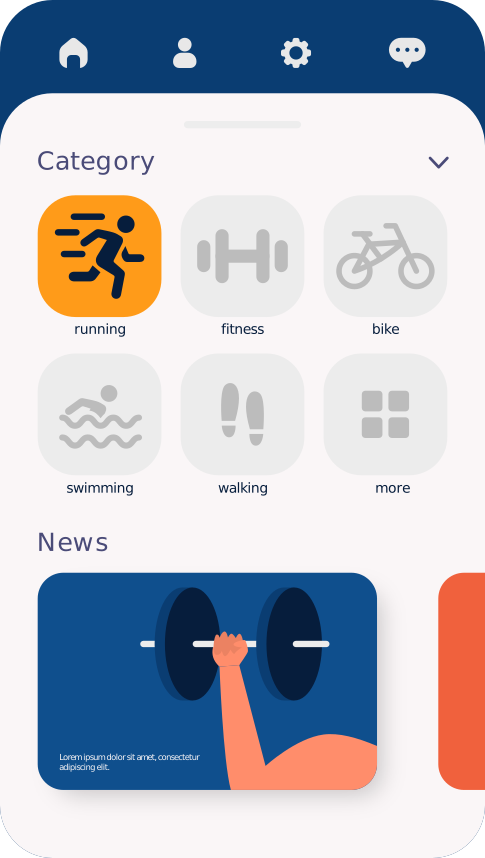 Category
running
fitness
bike
swimming
walking
more
News
Lorem ipsum dolor sit amet, consectetur
adipiscing elit.